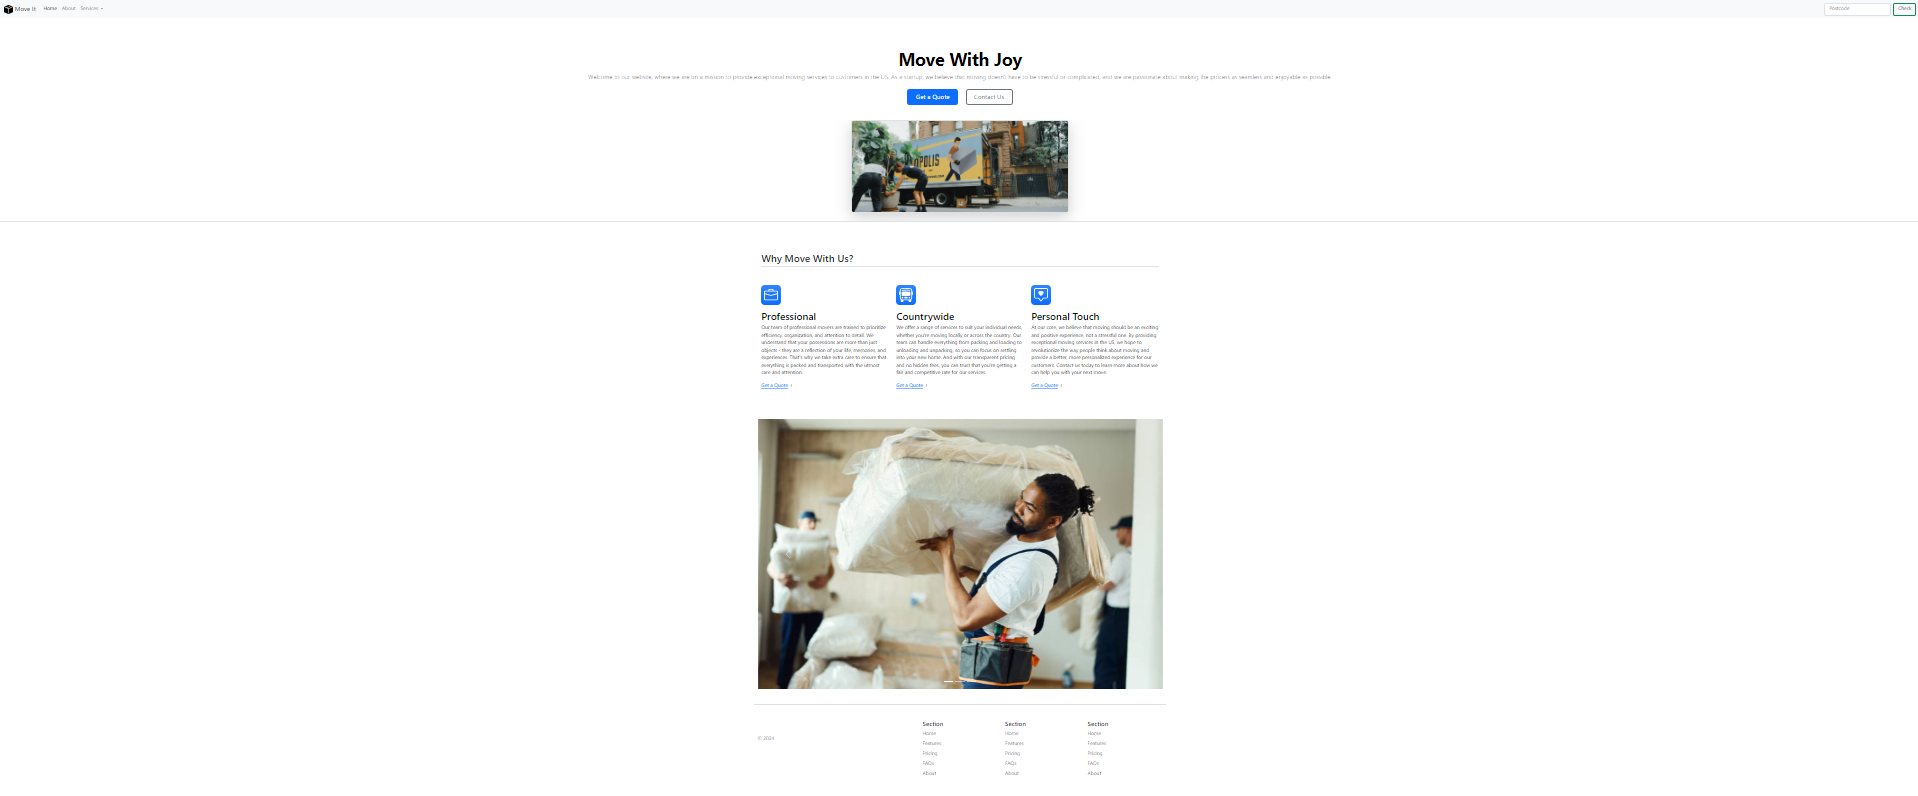 Move It Home About Services Postcode Check
Move With Joy
Welcome to our website, where we are on a mission to provide exceptional moving services to customers in the US. As a startup, we believe that moving doesn't have to be stressful or complicated, and we are passionate about making the process as seamless and enjoyable as possible.
Get a Quote Contact Us
OPOLIS
Why Move With Us?
Professional
Our team of professional movers are trained to prioritize
efficiency, organization, and attention to detail. We
understand that your possessions are more than just
objects - they are a reflection of your life, memories, and
experiences. That's why we take extra care to ensure that
everything is packed and transported with the utmost
care and attention.
Get a Quote
Countrywide
We offer a range of services to suit your individual needs,
whether you're moving locally or across the country. Our
team can handle everything from packing and loading to
unloading and unpacking, so you can focus on settling
into your new home. And with our transparent pricing
and no hidden fees, you can trust that you're getting a
fair and competitive rate for our services.
Get a Quote
Personal Touch
At our core, we believe that moving should be an exciting
and positive experience, not a stressful one. By providing
exceptional moving services in the US, we hope to
revolutionize the way people think about moving and
provide a better, more personalized experience for our
customers. Contact us today to learn more about how we
can help you with your next move.
Get a Quote
© 2024
Section
Home
Features
Pricing
FAQs
About
Section
Home
Features
Pricing
FAQs
About
Section
Home
Features
Pricing
FAQs
About